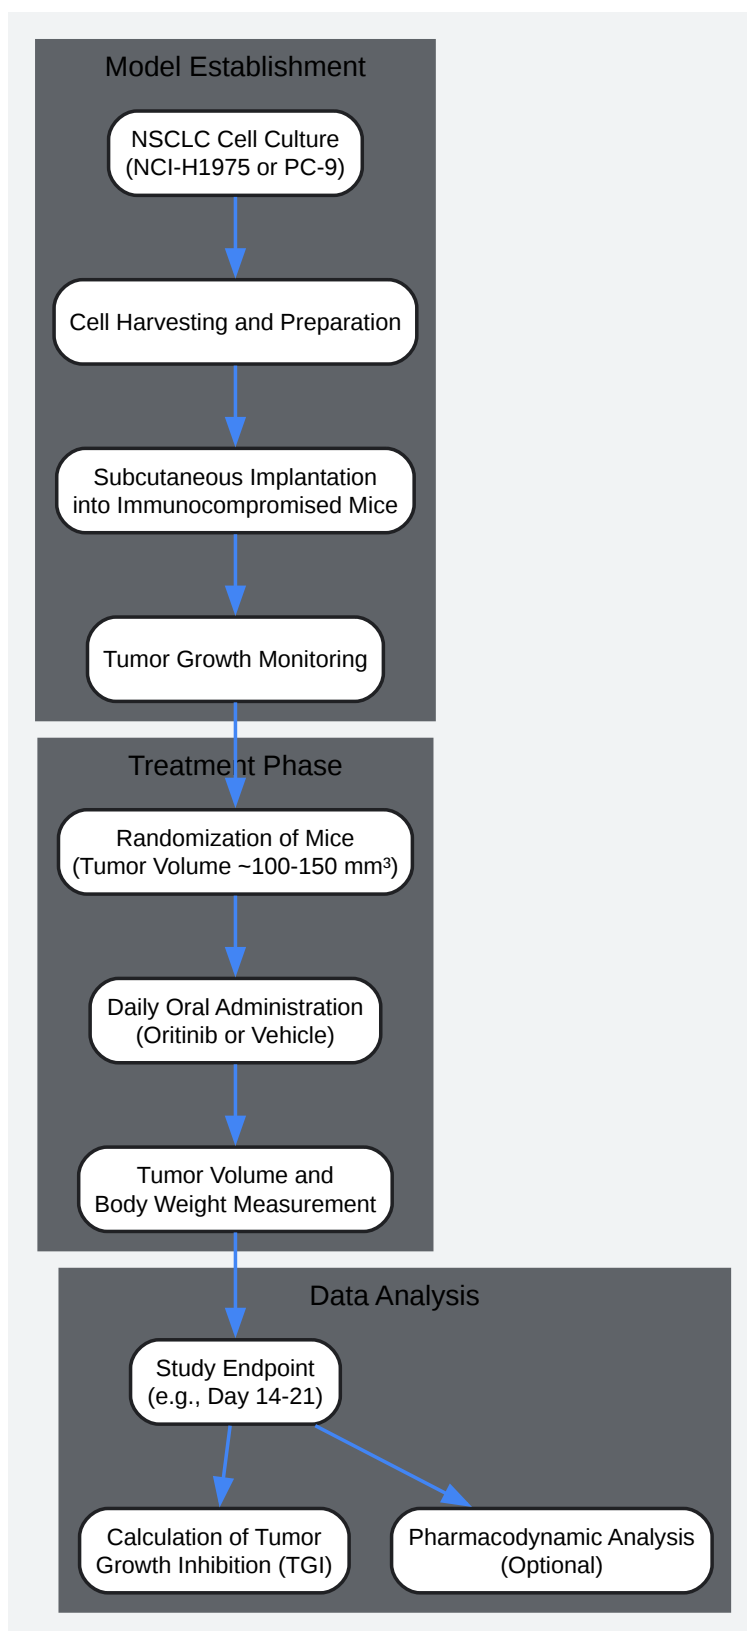 Model Establishment
NSCLC Cell Culture
(NCI-H1975 or PC-9)
Cell Harvesting and Preparation
Subcutaneous Implantation
into Immunocompromised Mice
Tumor Growth Monitoring
Treatment Phase
Randomization of Mice
(Tumor Volume ~100-150 mm³)
Daily Oral Administration
(Oritinib or Vehicle)
Tumor Volume and
Body Weight Measurement
Data Analysis
Study Endpoint
(e.g., Day 14-21)
Calculation of Tumor
Growth Inhibition (TGI)
Pharmacodynamic Analysis
(Optional)